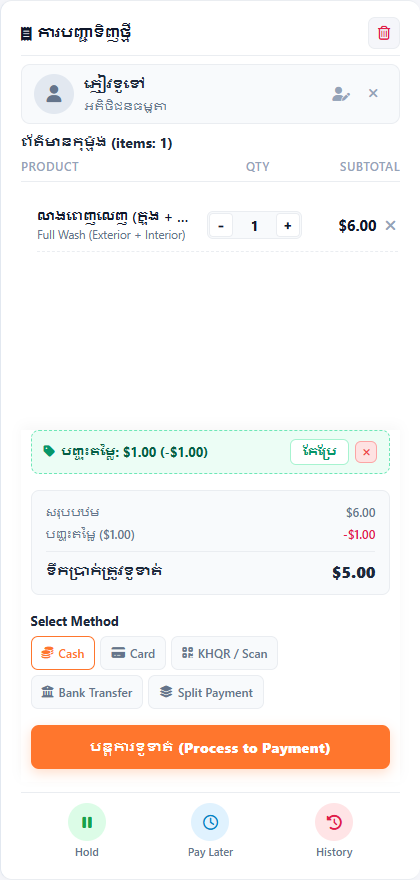 ការបញ្ជាទិញថ្មី
ភ្ញៀវទូទៅ
អតិថិជនធម្មតា
ព័ត៌មានកុម្ម៉ង់ (items: 1)
PRODUCT QTY SUBTOTAL
លាងពេញលេញ (ក្នុង + ... - 1 + $6.00
Full Wash (Exterior + Interior)
បញ្ចុះតម្លៃ: $1.00 (-$1.00) កែប្រែ
សរុបបឋម $6.00
បញ្ចុះតម្លៃ ($1.00) -$1.00
ទឹកប្រាក់ត្រូវទូទាត់ $5.00
Select Method
Cash Card KHQR / Scan
Bank Transfer Split Payment
បន្តការទូទាត់ (Process to Payment)
Hold Pay Later History